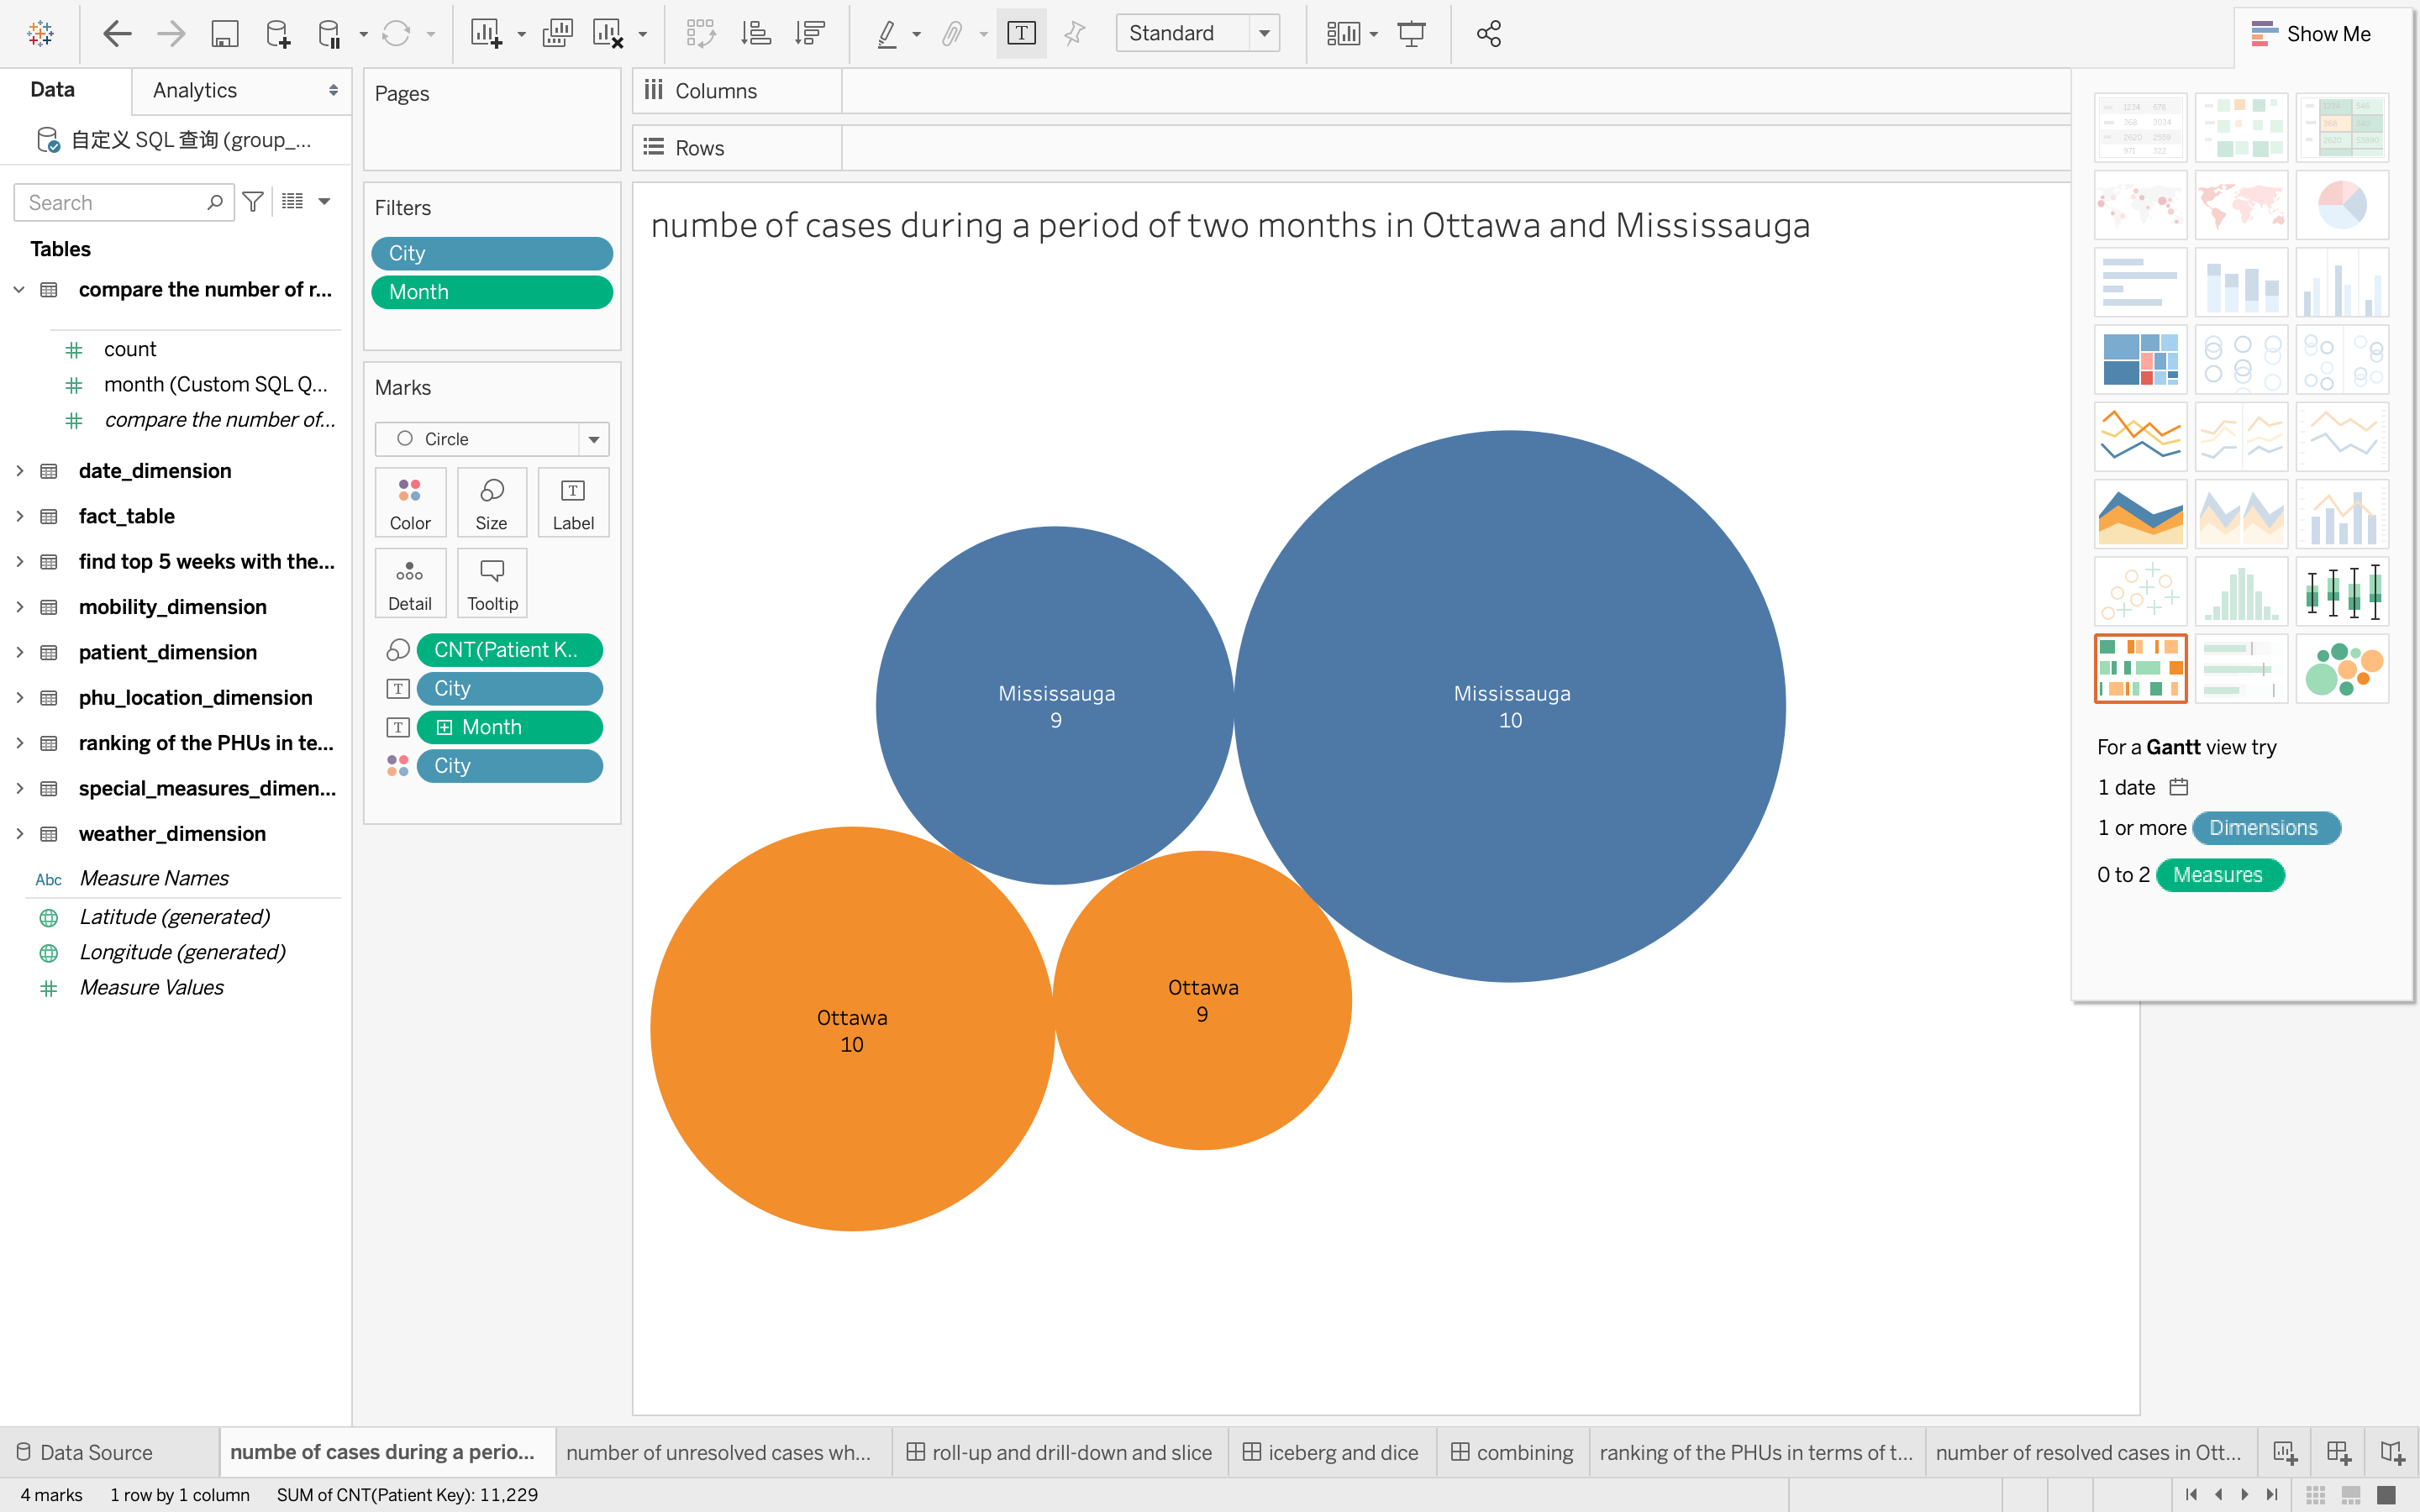 Standard
Show Me
Data
Analytics
自定义 SQL 查询 (group_...
Search
Tables
compare the number of r...
count
month (Custom SQL Q...
compare the number of...
date_dimension
fact_table
find top 5 weeks with the...
mobility_dimension
patient_dimension
phu_location_dimension
ranking of the PHUs in te...
special_measures_dimen...
weather_dimension
Abc Measure Names
Latitude (generated)
Longitude (generated)
Measure Values
Pages
Filters
City
Month
Marks
Circle
Color Size Label
Detail Tooltip
CNT(Patient K..
City
Month
City
Columns
Rows
numbe of cases during a period of two months in Ottawa and Mississauga
Mississauga
9
Mississauga
10
Ottawa
10
Ottawa
9
For a Gantt view try
1 date
1 or more Dimensions
0 to 2 Measures
Data Source
numbe of cases during a perio...
number of unresolved cases wh...
roll-up and drill-down and slice
iceberg and dice
combining
ranking of the PHUs in terms of t...
number of resolved cases in Ott...
4 marks 1 row by 1 column SUM of CNT(Patient Key): 11,229